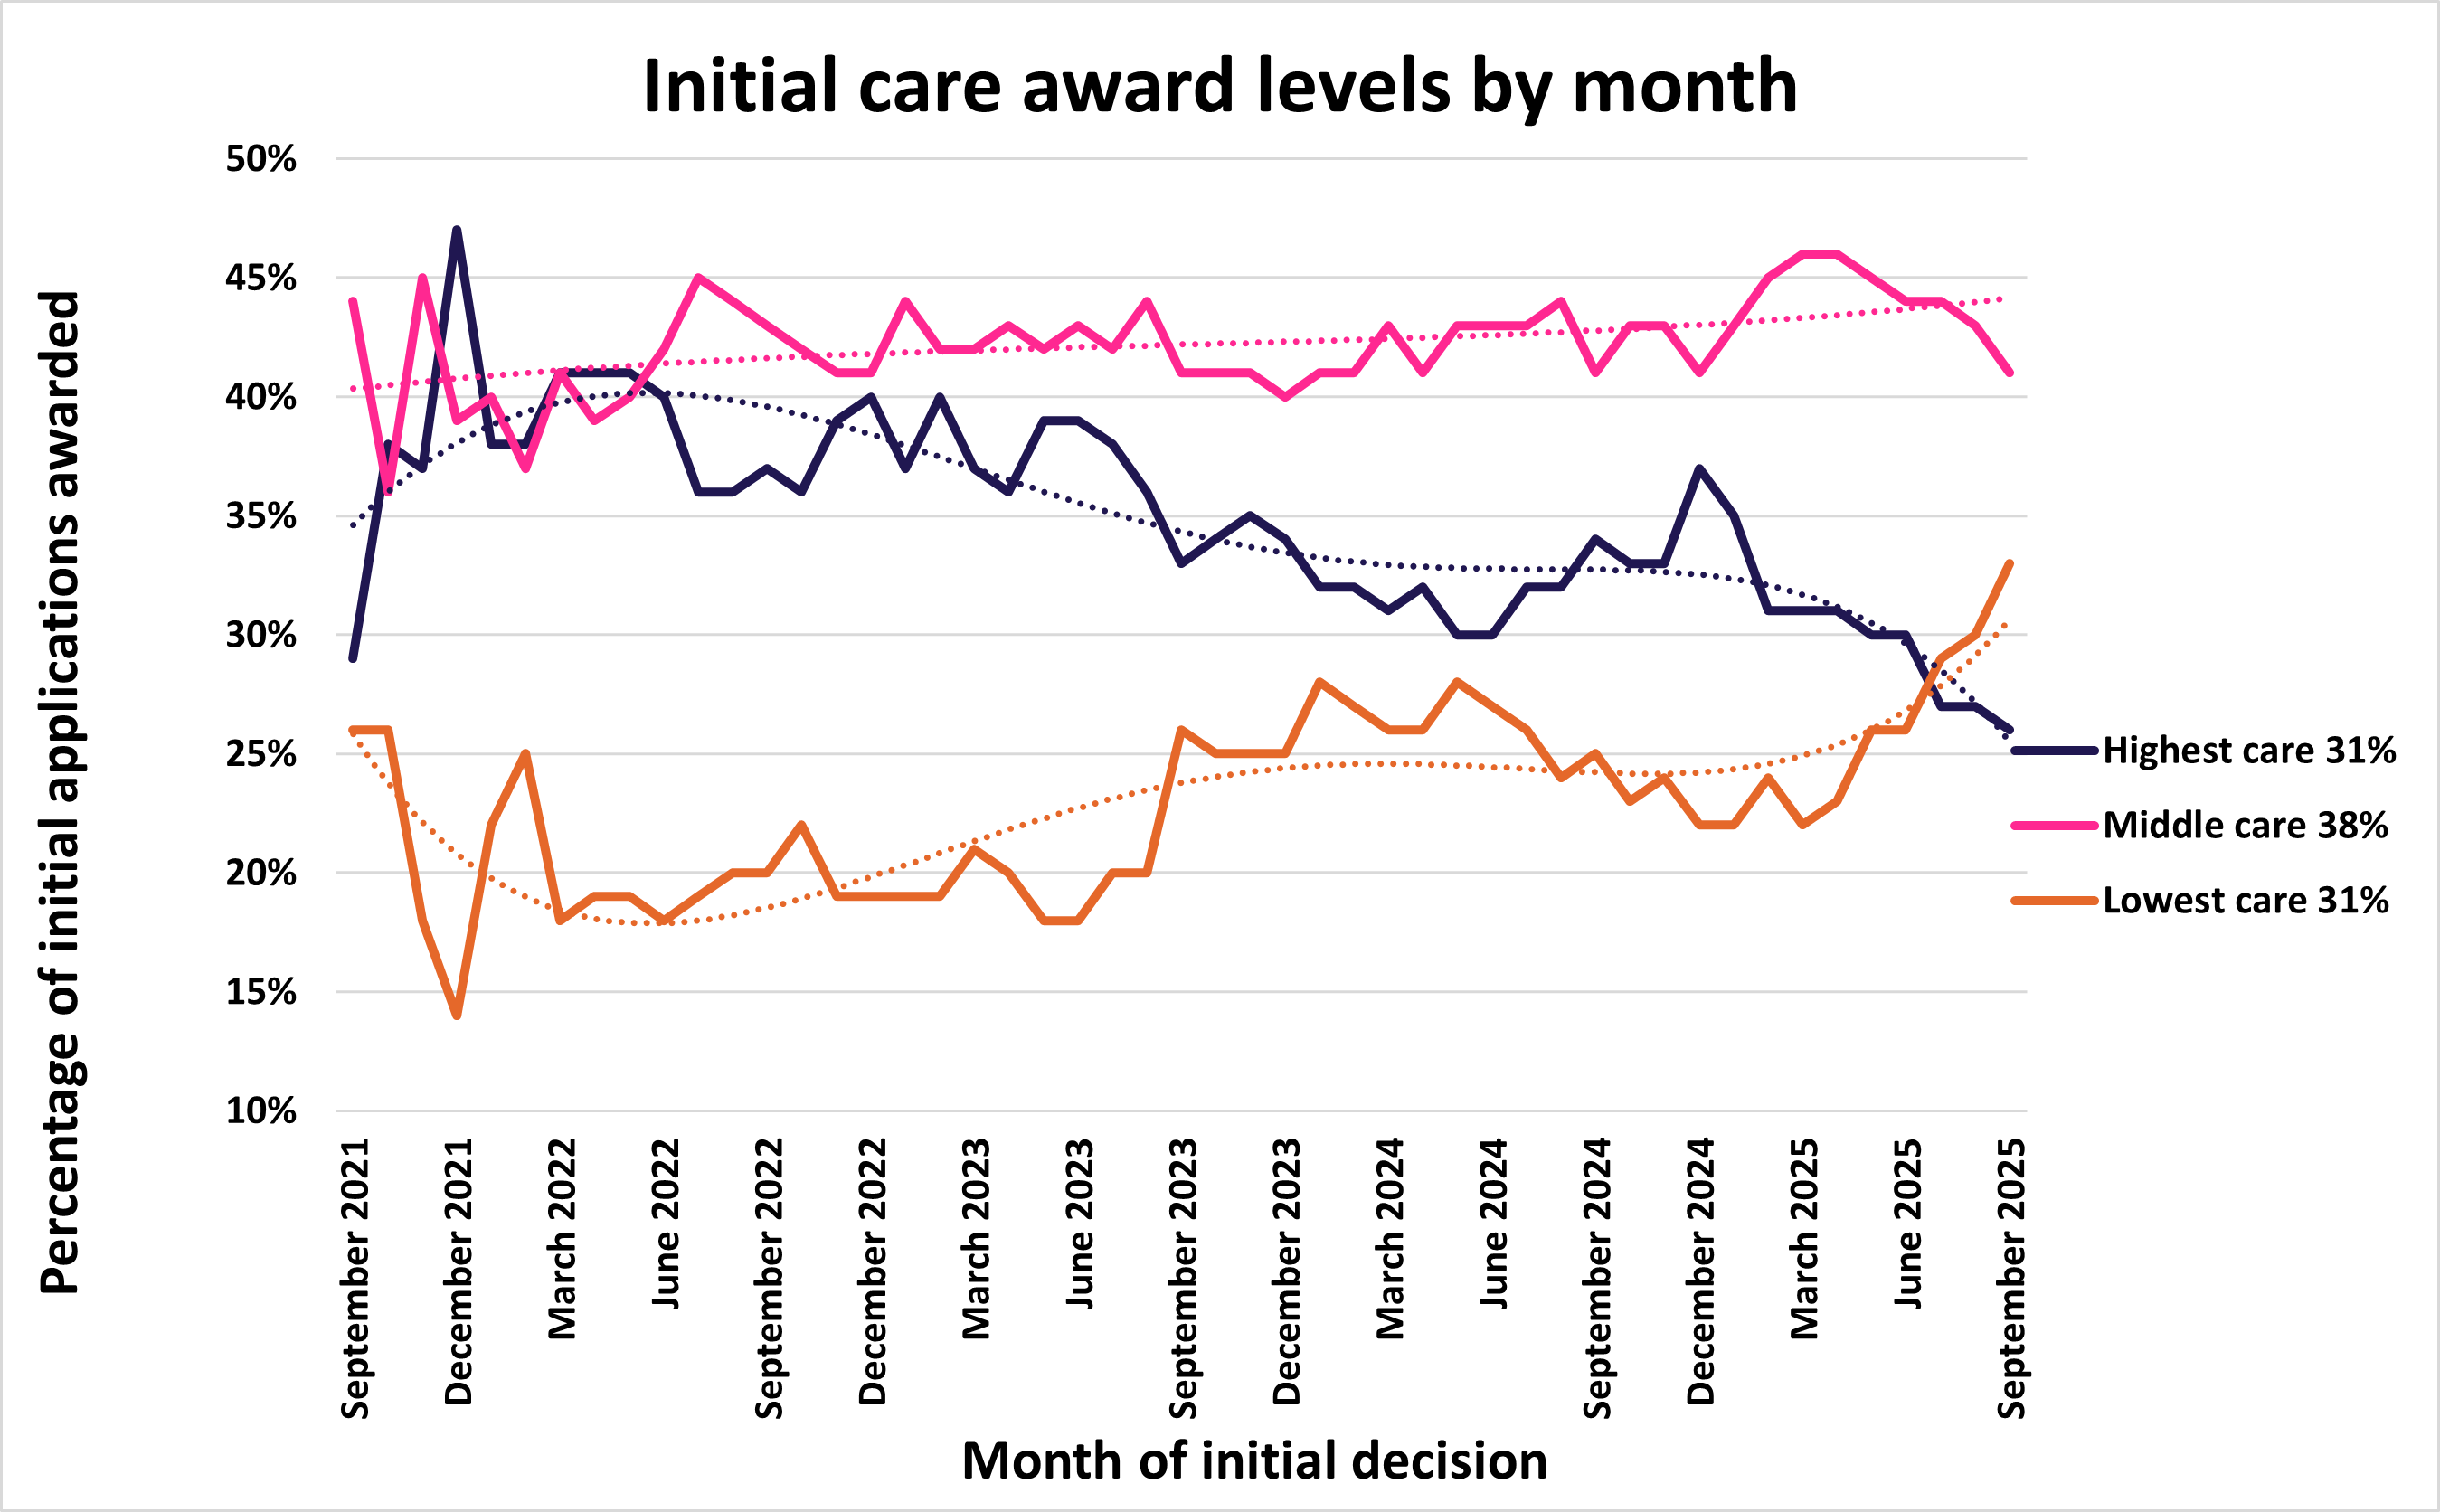 Initial care award levels by month
Percentage of initial applications awarded
50%
45%
40%
35%
30%
25%
20%
15%
10%
September 2021
December 2021
March 2022
June 2022
September 2022
December 2022
March 2023
June 2023
September 2023
December 2023
March 2024
June 2024
September 2024
December 2024
March 2025
June 2025
September 2025
Month of initial decision
Highest care 31%
Middle care 38%
Lowest care 31%